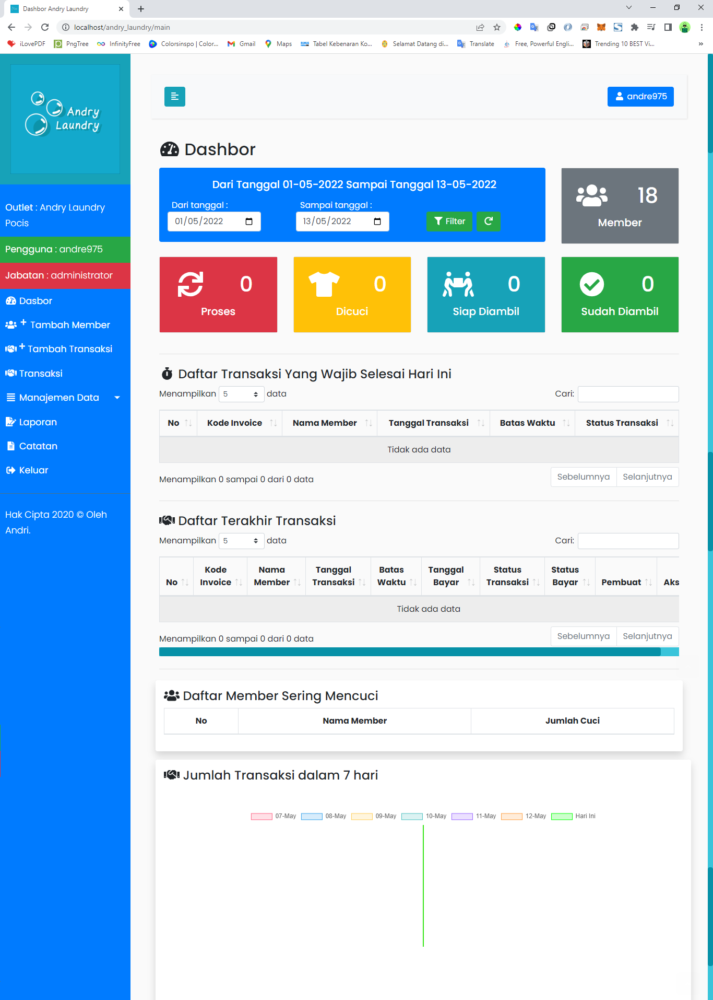 Dashbor Andry Laundry
localhost/andry_laundry/main
iLovePDF PngTree InfinityFree Colorsinspo | Color... Gmail Maps Tabel Kebenaran Ko... Selamat Datang di... Translate Free, Powerful Engli... Trending 10 BEST Vi... »
Andry
Laundry
Outlet : Andry Laundry
Pocis
Pengguna : andre975
Jabatan : administrator
Dasbor
Tambah Member
Tambah Transaksi
Transaksi
Manajemen Data
Laporan
Catatan
Keluar
Hak Cipta 2020 © Oleh
Andri.
andre975
Dashbor
Dari Tanggal 01-05-2022 Sampai Tanggal 13-05-2022
Dari tanggal : Sampai tanggal :
01/05/2022 13/05/2022 Filter
18
Member
0
Proses
0
Dicuci
0
Siap Diambil
0
Sudah Diambil
Daftar Transaksi Yang Wajib Selesai Hari Ini
Menampilkan 5 data Cari:
No Kode Invoice Nama Member Tanggal Transaksi Batas Waktu Status Transaksi
Tidak ada data
Menampilkan 0 sampai 0 dari 0 data Sebelumnya Selanjutnya
Daftar Terakhir Transaksi
Menampilkan 5 data Cari:
No Kode Invoice Nama Member Tanggal Transaksi Batas Waktu Tanggal Bayar Status Transaksi Status Bayar Pembuat Aks
Tidak ada data
Menampilkan 0 sampai 0 dari 0 data Sebelumnya Selanjutnya
Daftar Member Sering Mencuci
No Nama Member Jumlah Cuci
Jumlah Transaksi dalam 7 hari
07-May 08-May 09-May 10-May 11-May 12-May Hari Ini